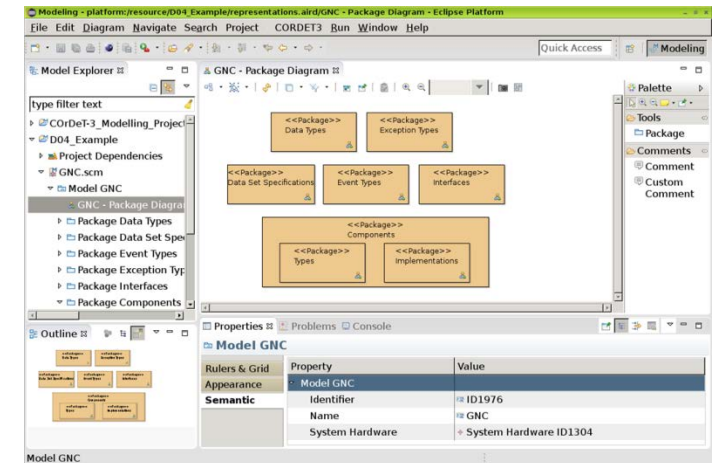 Modeling - platform:/resource/D04_Example/representations.aird/GNC - Package Diagram - Eclipse Platform
File Edit Diagram Navigate Search Project CORDET3 Run Window Help
Quick Access
Modeling
Model Explorer
type filter text
COrDeT-3_Modelling_Project
D04_Example
Project Dependencies
GNC.scm
Model GNC
GNC - Package Diagra
Package Data Types
Package Data Set Spe
Package Event Types
Package Exception Typ
Package Interfaces
Package Components
GNC - Package Diagram
<<Package>>
Data Types
<<Package>>
Exception Types
<<Package>>
Data Set Specifications
<<Package>>
Event Types
<<Package>>
Interfaces
<<Package>>
Components
<<Package>>
Types
<<Package>>
Implementations
Palette
Tools
Package
Comments
Comment
Custom
Comment
Outline
Properties Problems Console
Model GNC
Rulers & Grid
Appearance
Semantic
Property Value
Model GNC
Identifier ID1976
Name GNC
System Hardware System Hardware ID1304
Model GNC